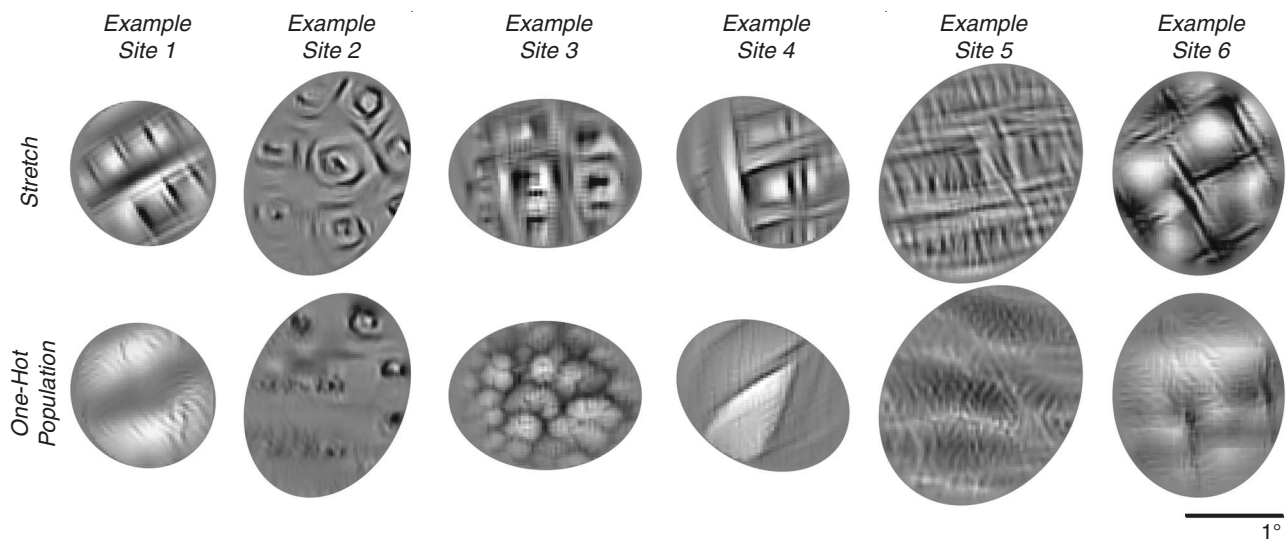 Example
Site 1
Example
Site 2
Example
Site 3
Example
Site 4
Example
Site 5
Example
Site 6
Stretch
One-Hot
Population
1°